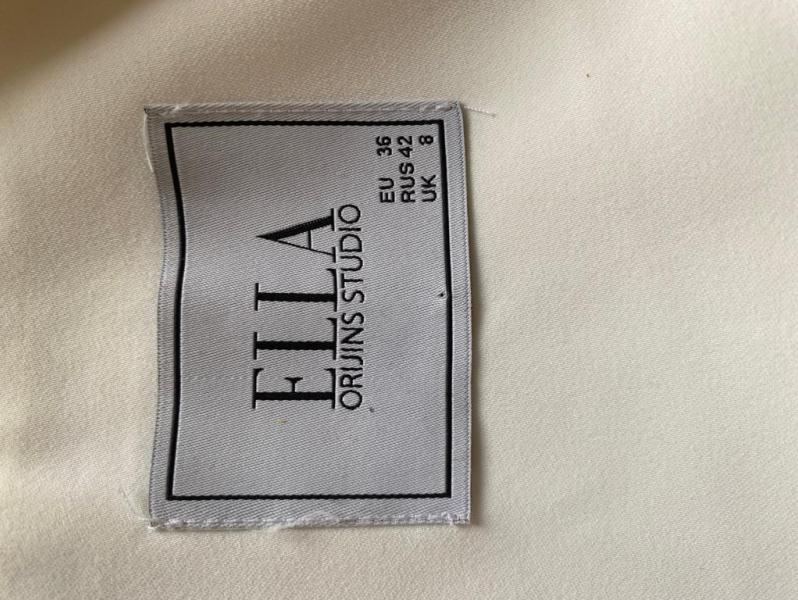 ELLA
ORIJINS STUDIO
EU 36
RUS 42
UK 8